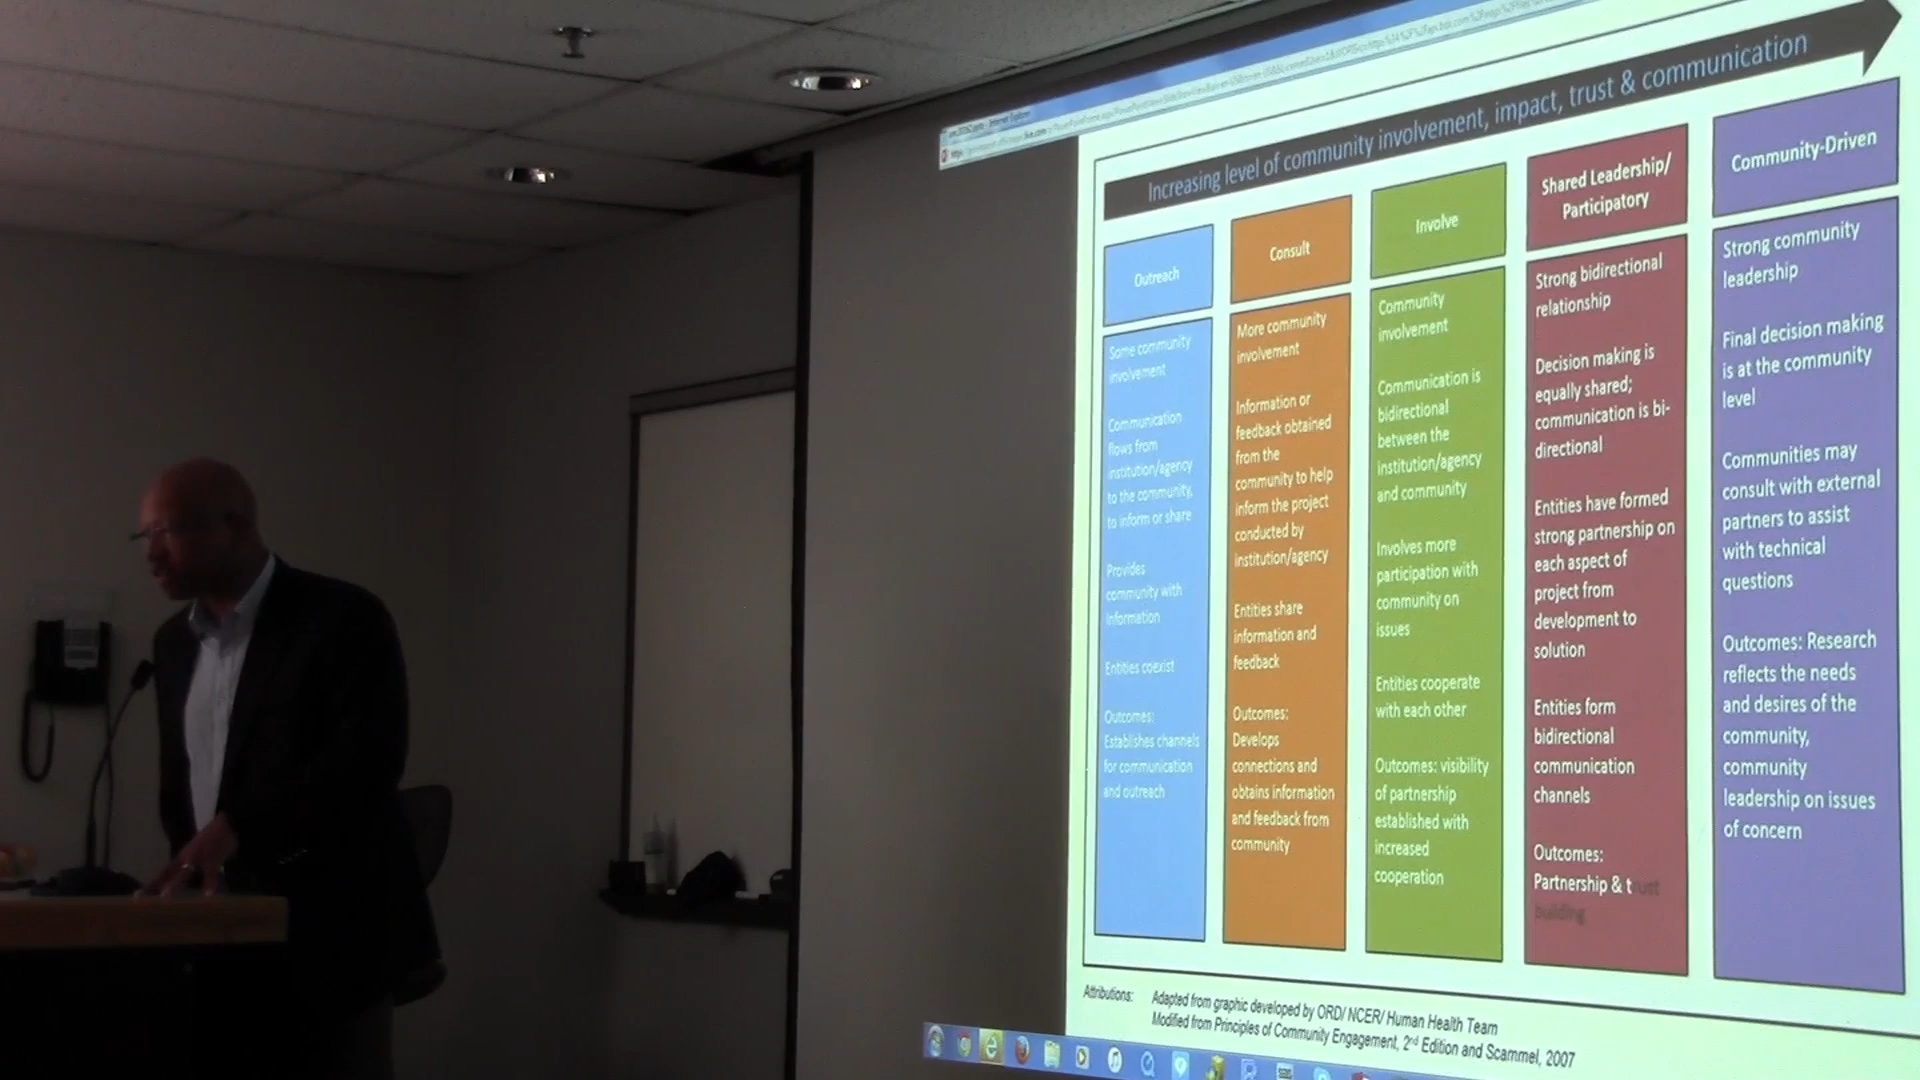 Increasing level of community involvement, impact, trust & communication
Outreach
Some community
involvement
Communication
flows from
institution/agency
to the community,
to inform or share
Provides
community with
information
Entities coexist
Outcomes:
Establishes channels
for communication
and outreach
Consult
More community
involvement
Information or
feedback obtained
from the
community to help
inform the project
conducted by
institution/agency
Entities share
information and
feedback
Outcomes:
Develops
connections and
obtains information
and feedback from
community
Involve
Community
involvement
Communication is
bidirectional
between the
institution/agency
and community
Involves more
participation with
community on
issues
Entities cooperate
with each other
Outcomes: visibility
of partnership
established with
increased
cooperation
Shared Leadership/
Participatory
Strong bidirectional
relationship
Decision making is
equally shared;
communication is bi-
directional
Entities have formed
strong partnership on
each aspect of
project from
development to
solution
Entities form
bidirectional
communication
channels
Outcomes:
Partnership & trust
building
Community-Driven
Strong community
leadership
Final decision making
is at the community
level
Communities may
consult with external
partners to assist
with technical
questions
Outcomes: Research
reflects the needs
and desires of the
community,
community
leadership on issues
of concern
Attributions: Adapted from graphic developed by ORD/ NCER/ Human Health Team
Modified from Principles of Community Engagement, 2nd Edition and Scammel, 2007